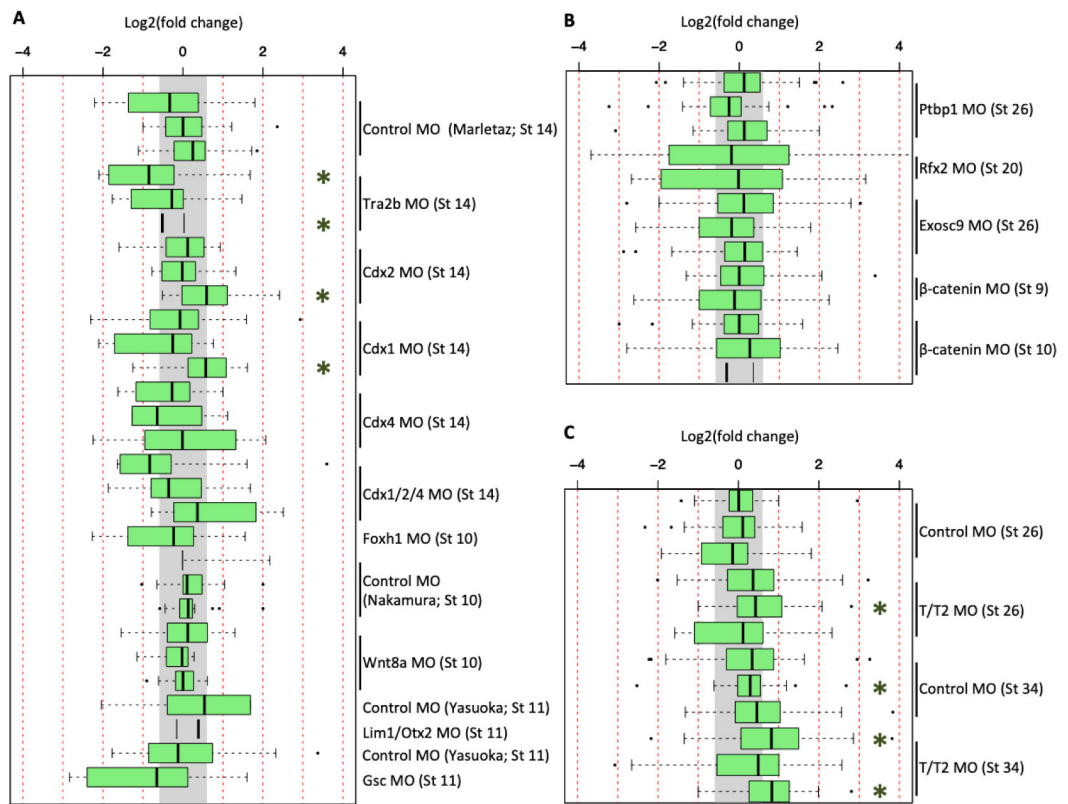 A
Log2(fold change)
−4 −2 0 2 4
Control MO (Marletaz; St 14)
*
Tra2b MO (St 14)
*
Cdx2 MO (St 14)
*
Cdx1 MO (St 14)
*
Cdx4 MO (St 14)
Cdx1/2/4 MO (St 14)
Foxh1 MO (St 10)
Control MO
(Nakamura; St 10)
Wnt8a MO (St 10)
Control MO (Yasuoka; St 11)
Lim1/Otx2 MO (St 11)
Control MO (Yasuoka; St 11)
Gsc MO (St 11)
B
Log2(fold change)
−4 −2 0 2 4
Ptbp1 MO (St 26)
Rfx2 MO (St 20)
Exosc9 MO (St 26)
β-catenin MO (St 9)
β-catenin MO (St 10)
C
Log2(fold change)
−4 −2 0 2 4
Control MO (St 26)
T/T2 MO (St 26)
*
Control MO (St 34)
*
*
T/T2 MO (St 34)
*